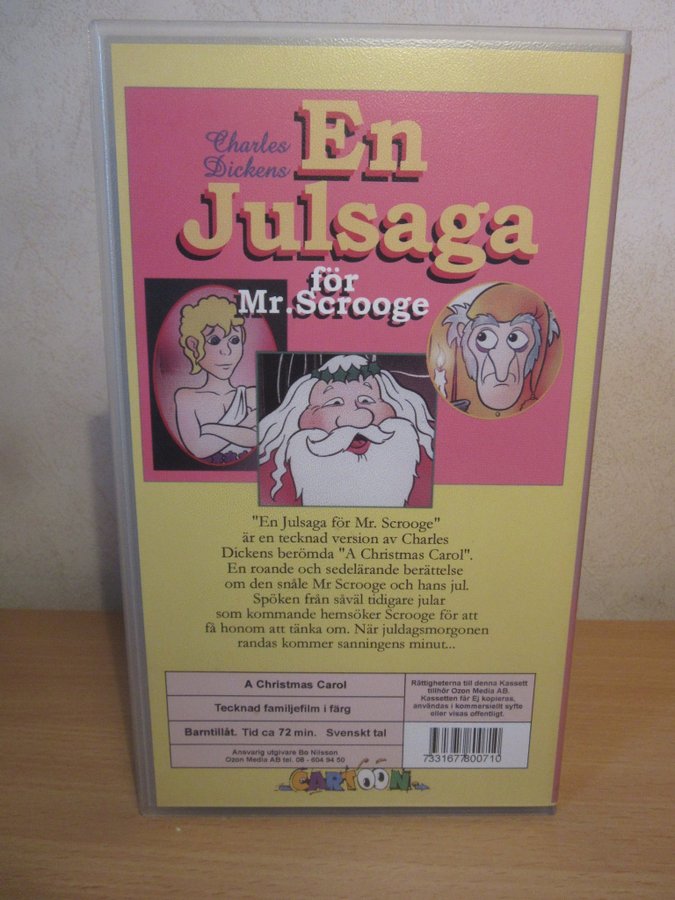 Charles
Dickens
En
Julsaga
för
Mr. Scrooge
"En Julsaga för Mr. Scrooge"
är en tecknad version av Charles
Dickens berömda "A Christmas Carol".
En roande och sedelärande berättelse
om den snåle Mr Scrooge och hans jul.
Spöken från såväl tidigare jular
som kommande hemsöker Scrooge för att
få honom att tänka om. När juldagsmorgonen
randas kommer sanningens minut...
A Christmas Carol
Tecknad familjefilm i färg
Barntillåt. Tid ca 72 min. Svenskt tal
Ansvarig utgivare Bo Nilsson
Ozon Media AB tel. 08 - 604 94 50
Rättigheterna till denna Kassett
tillhör Ozon Media AB.
Kassetten får Ej kopieras,
användas i kommersiellt syfte
eller visas offentligt.
7331677800710
CARTOON